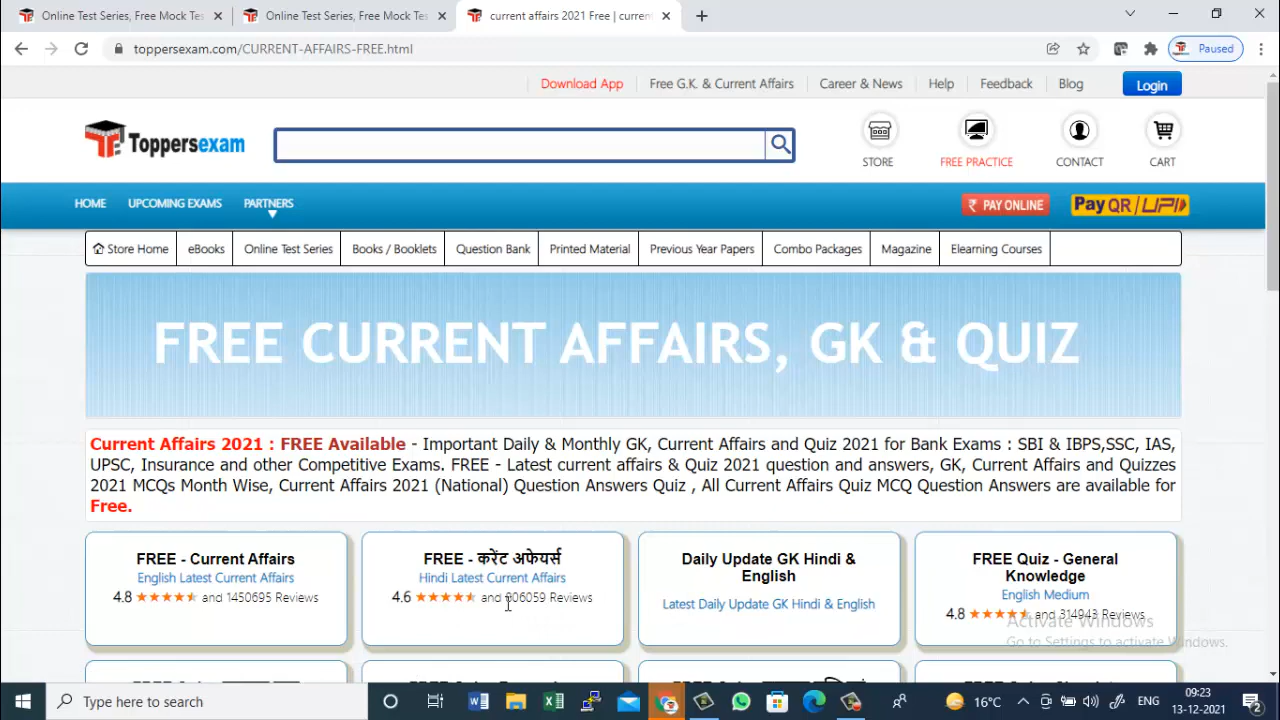 Online Test Series, Free Mock Tes
Online Test Series, Free Mock Tes
current affairs 2021 Free | current
toppersexam.com/CURRENT-AFFAIRS-FREE.html
Paused
Download App
Free G.K. & Current Affairs
Career & News
Help
Feedback
Blog
Login
Toppersexam
STORE
FREE PRACTICE
CONTACT
CART
HOME
UPCOMING EXAMS
PARTNERS
₹ PAY ONLINE
Pay QR/UPI
Store Home
eBooks
Online Test Series
Books / Booklets
Question Bank
Printed Material
Previous Year Papers
Combo Packages
Magazine
Elearning Courses
FREE CURRENT AFFAIRS, GK & QUIZ
Current Affairs 2021 : FREE Available - Important Daily & Monthly GK, Current Affairs and Quiz 2021 for Bank Exams : SBI & IBPS,SSC, IAS,
UPSC, Insurance and other Competitive Exams. FREE - Latest current affairs & Quiz 2021 question and answers, GK, Current Affairs and Quizzes
2021 MCQs Month Wise, Current Affairs 2021 (National) Question Answers Quiz , All Current Affairs Quiz MCQ Question Answers are available for
Free.
FREE - Current Affairs
English Latest Current Affairs
4.8 and 1450695 Reviews
FREE - करेंट अफेयर्स
Hindi Latest Current Affairs
4.6 and 806059 Reviews
Daily Update GK Hindi &
English
Latest Daily Update GK Hindi & English
FREE Quiz - General
Knowledge
English Medium
4.8 and 314943 Reviews
Activate Windows
Go to Settings to activate Windows.
Type here to search
16°C
ENG
09:23
13-12-2021
2